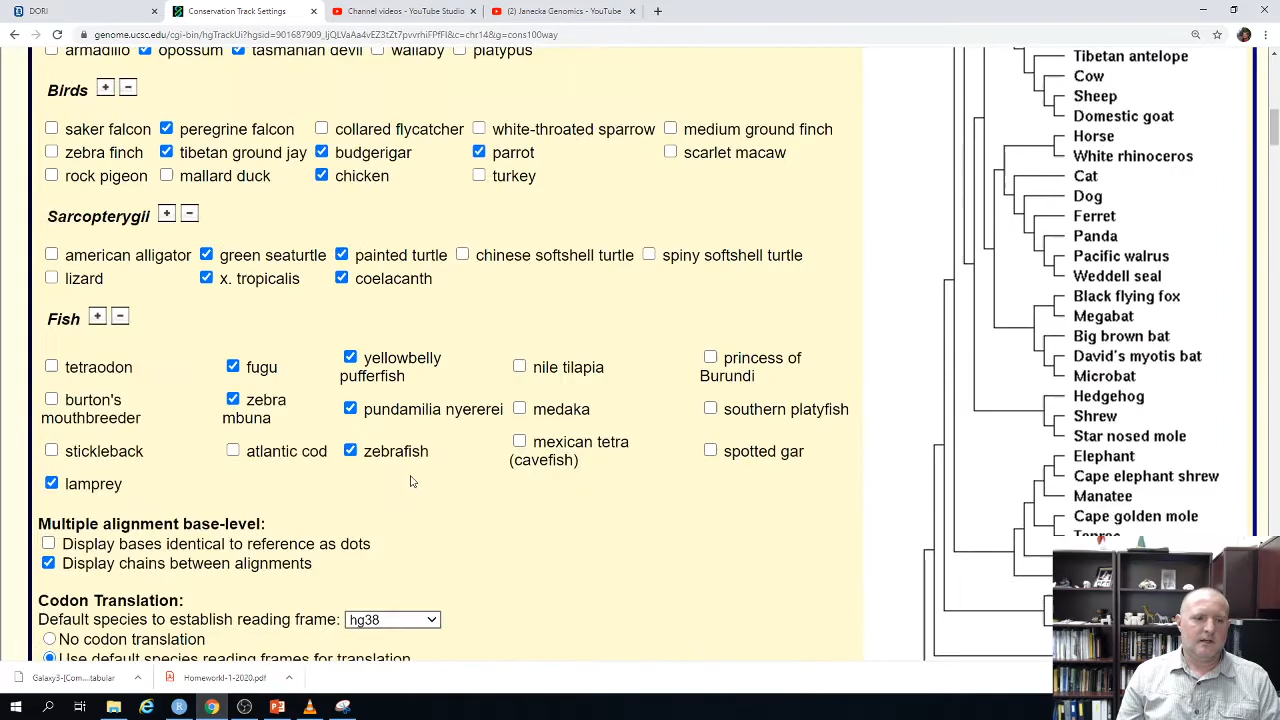 DORI
Conservation Track Settings
Channel videos - YouTube Studio
(2) Janecka Genomics - YouTube
genome.ucsc.edu/cgi-bin/hgTrackUi?hgsid=901687909_ljQLVaAa4vEZ3tZt7pvvrhiFPfFI&c=chr14&g=cons100way
armadillo opossum tasmanian devil wallaby platypus
Birds + -
saker falcon peregrine falcon collared flycatcher white-throated sparrow medium ground finch
zebra finch tibetan ground jay budgerigar parrot scarlet macaw
rock pigeon mallard duck chicken turkey
Sarcopterygii + -
american alligator green seaturtle painted turtle chinese softshell turtle spiny softshell turtle
lizard x. tropicalis coelacanth
Fish + -
tetraodon fugu yellowbelly pufferfish nile tilapia princess of Burundi
burton's mouthbreeder zebra mbuna pundamilia nyererei medaka southern platyfish
stickleback atlantic cod zebrafish mexican tetra (cavefish) spotted gar
lamprey
Multiple alignment base-level:
Display bases identical to reference as dots
Display chains between alignments
Codon Translation:
Default species to establish reading frame: hg38
No codon translation
Use default species reading frames for translation
Tibetan antelope
Cow
Sheep
Domestic goat
Horse
White rhinoceros
Cat
Dog
Ferret
Panda
Pacific walrus
Weddell seal
Black flying fox
Megabat
Big brown bat
David's myotis bat
Microbat
Hedgehog
Shrew
Star nosed mole
Elephant
Cape elephant shrew
Manatee
Cape golden mole
Galaxy3-[Com....tabular
HomeworkI-1-2020.pdf